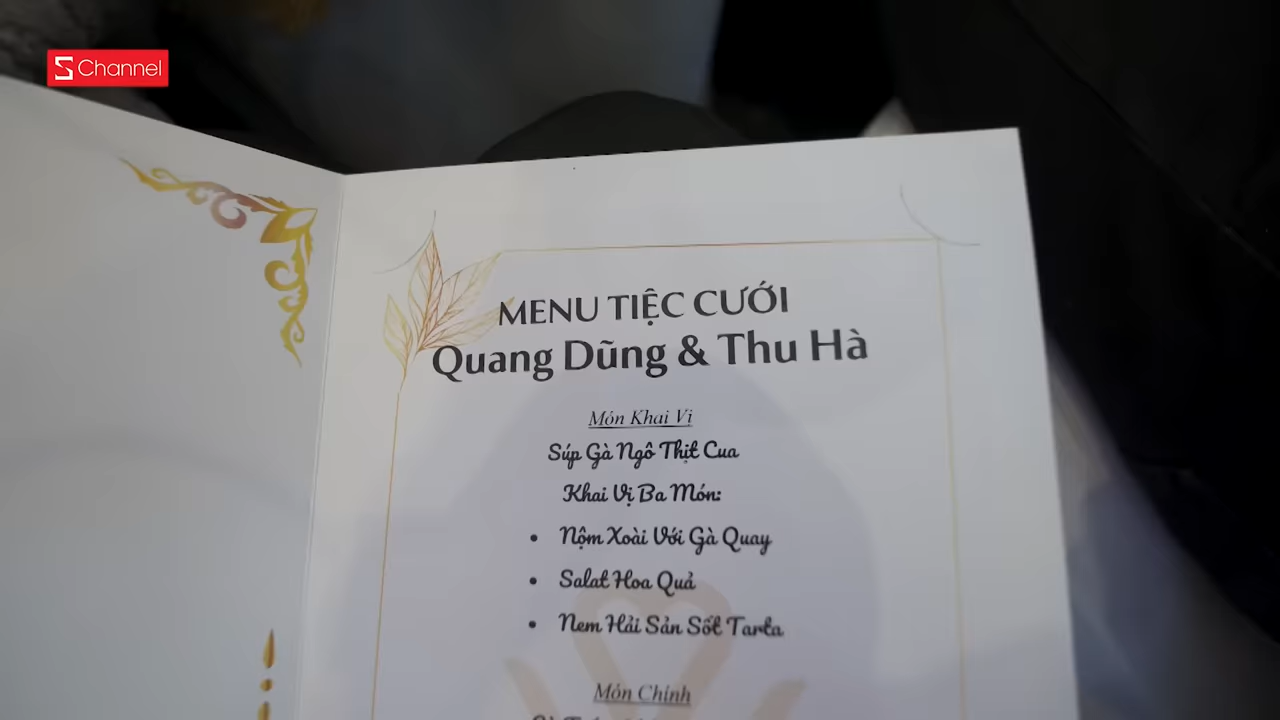 S Channel
MENU TIỆC CƯỚI
Quang Dũng & Thu Hà
Món Khai Vị
Súp Gà Ngô Thịt Cua
Khai Vị Ba Món:
• Nộm Xoài Với Gà Quay
• Salat Hoa Quả
• Nem Hải Sản Sốt Tarta
Món Chính